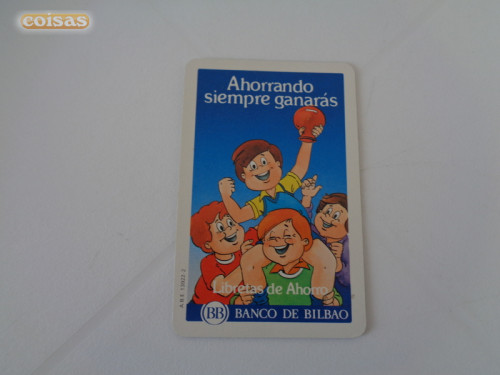 coisas
Ahorrando
siempre ganarás
Libretas de Ahorro
BB BANCO DE BILBAO